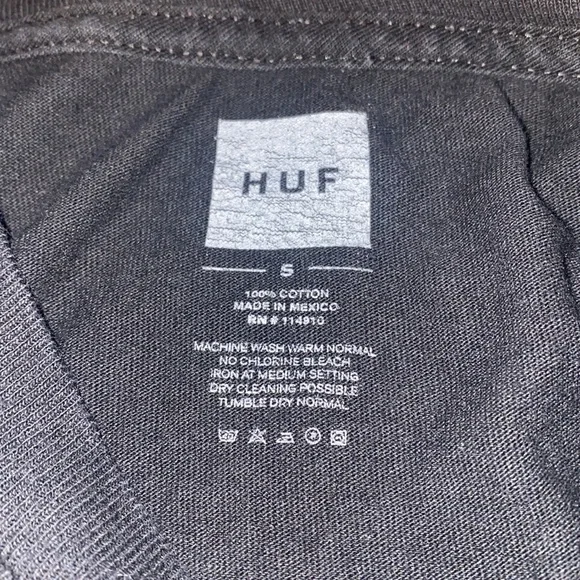 HUF
S
100% COTTON
MADE IN MEXICO
RN # 114910
MACHINE WASH WARM NORMAL
NO CHLORINE BLEACH
IRON AT MEDIUM SETTING
DRY CLEANING POSSIBLE
TUMBLE DRY NORMAL